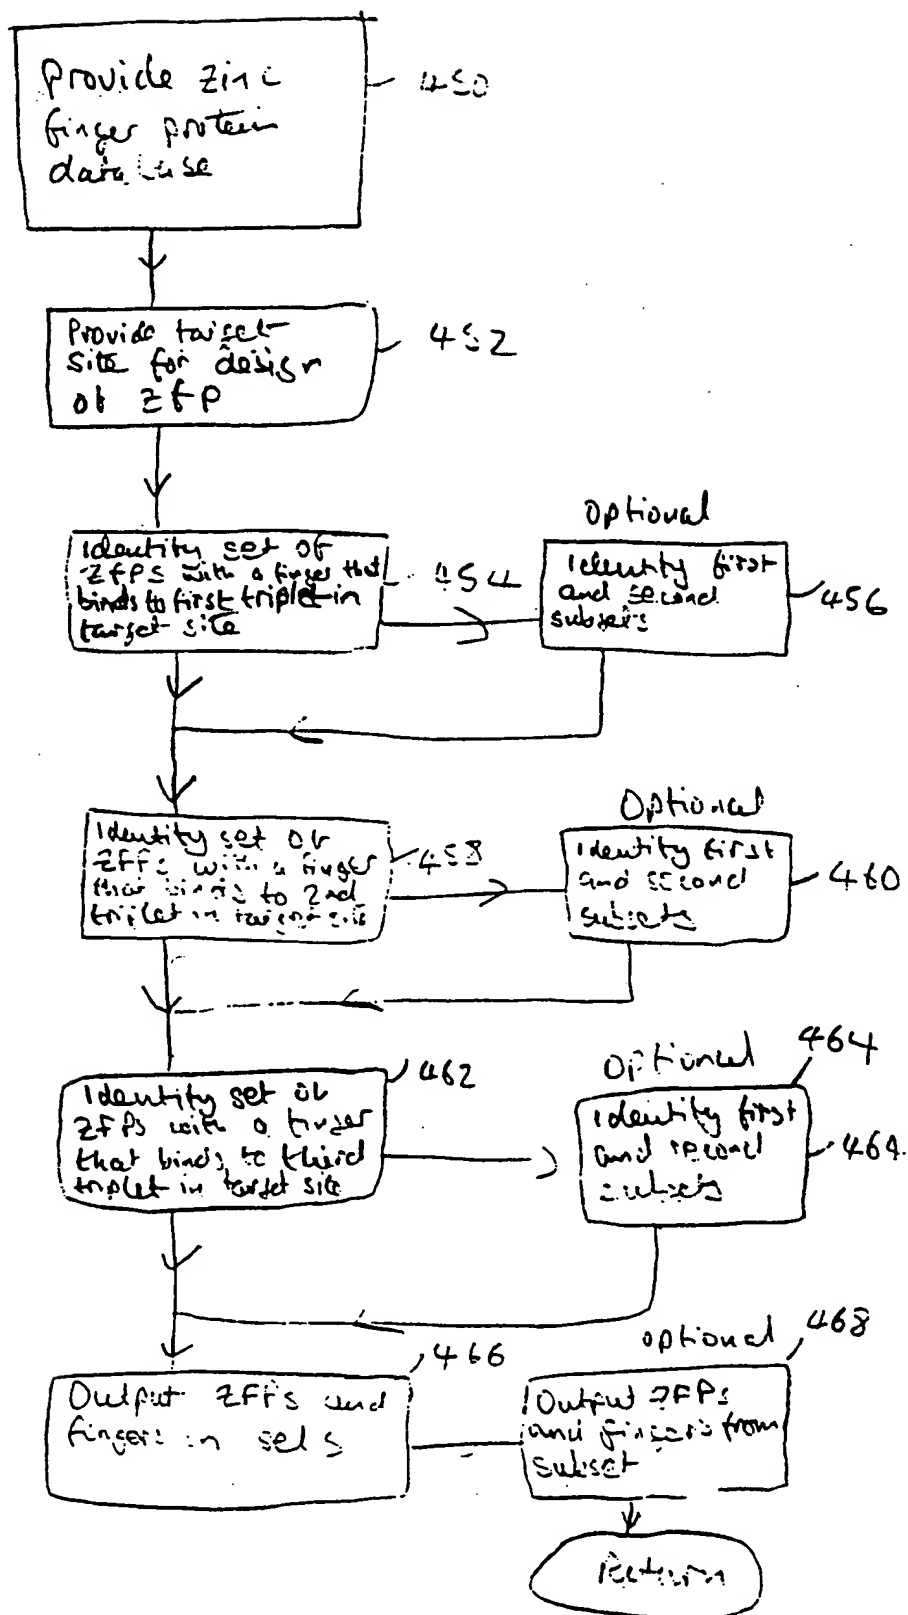 Provide zinc
finger protein
database
450
Provide target
site for design
of ZFP
452
Identify set of
ZFPS with a finger that
binds to first triplet in
target site
454
Optional
Identify first
and second
subsets
456
Identify set of
ZFPs with a finger
that binds to 2nd
triplet in target site
458
Optional
Identify first
and second
subsets
460
Identify set of
ZFPs with a finger
that binds to third
triplet in target site
462
Optional
464
Identify first
and second
subsets
464.
Output ZFPs and
fingers in sets
466
optional
468
Output ZFPs
and fingers from
subset
Return